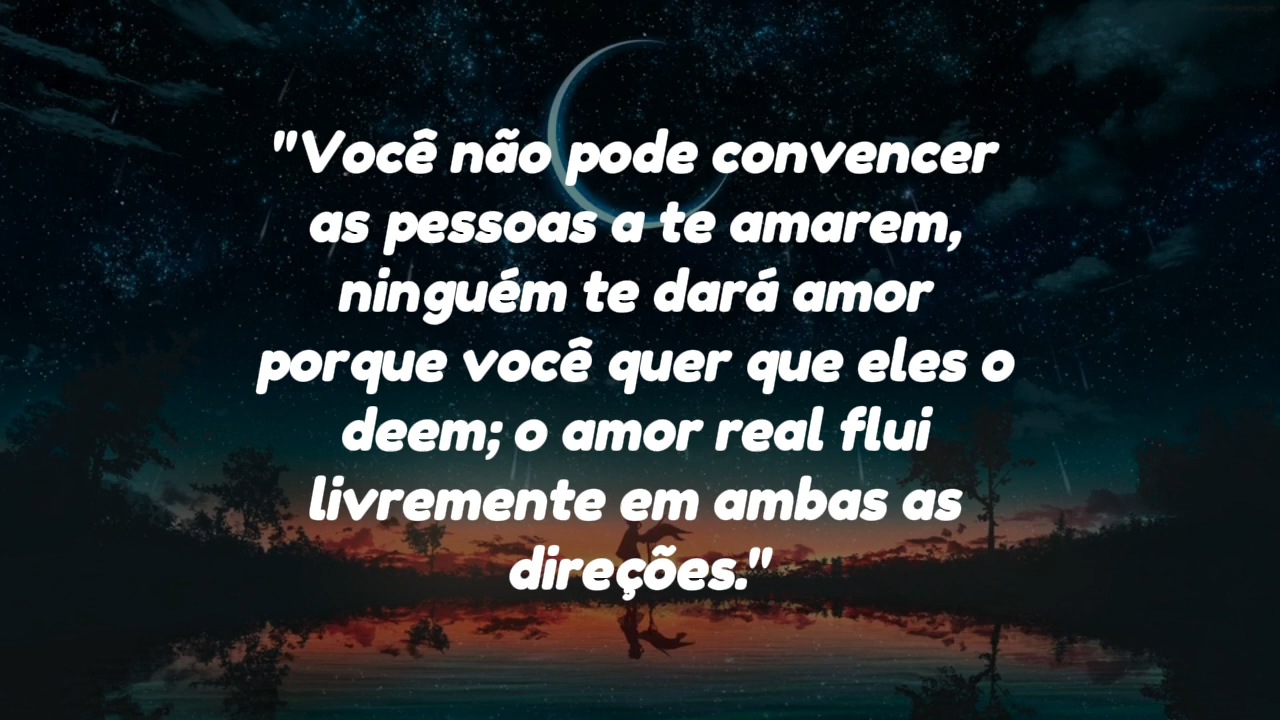 "Você não pode convencer
as pessoas a te amarem,
ninguém te dará amor
porque você quer que eles o
deem; o amor real flui
livremente em ambas as
direções."